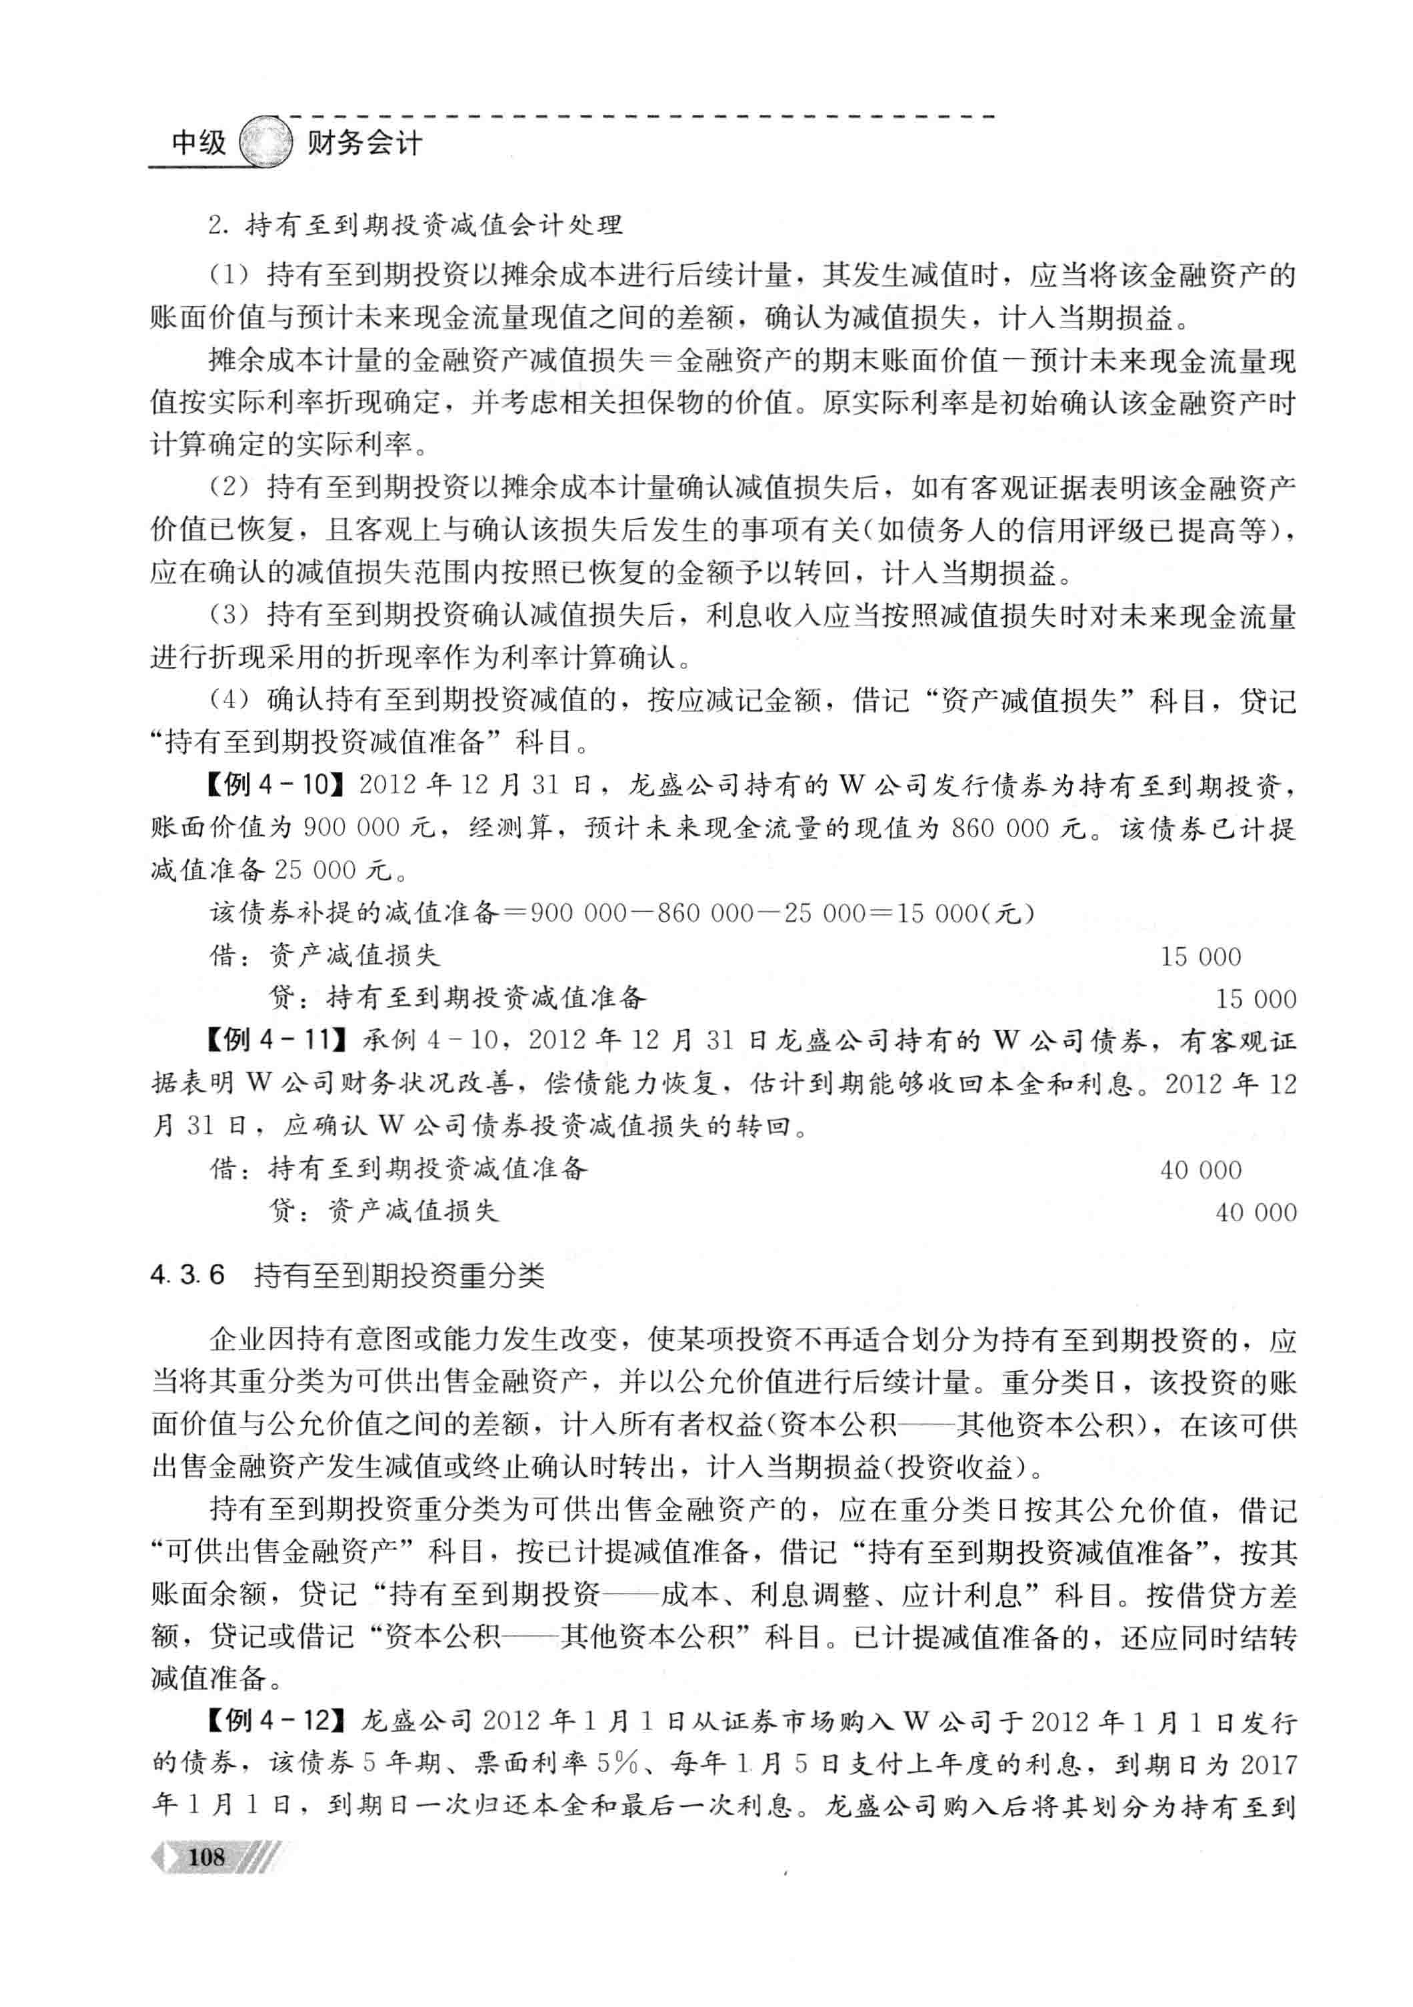 中级 财务会计
2. 持有至到期投资减值会计处理
（1）持有至到期投资以摊余成本进行后续计量，其发生减值时，应当将该金融资产的
账面价值与预计未来现金流量现值之间的差额，确认为减值损失，计入当期损益。
摊余成本计量的金融资产减值损失＝金融资产的期末账面价值－预计未来现金流量现
值按实际利率折现确定，并考虑相关担保物的价值。原实际利率是初始确认该金融资产时
计算确定的实际利率。
（2）持有至到期投资以摊余成本计量确认减值损失后，如有客观证据表明该金融资产
价值已恢复，且客观上与确认该损失后发生的事项有关(如债务人的信用评级已提高等)，
应在确认的减值损失范围内按照已恢复的金额予以转回，计入当期损益。
（3）持有至到期投资确认减值损失后，利息收入应当按照减值损失时对未来现金流量
进行折现采用的折现率作为利率计算确认。
（4）确认持有至到期投资减值的，按应减记金额，借记“资产减值损失”科目，贷记
“持有至到期投资减值准备”科目。
【例 4－10】2012 年 12 月 31 日，龙盛公司持有的 W 公司发行债券为持有至到期投资，
账面价值为 900 000 元，经测算，预计未来现金流量的现值为 860 000 元。该债券已计提
减值准备 25 000 元。
该债券补提的减值准备＝900 000－860 000－25 000＝15 000(元)
借：资产减值损失 15 000
贷：持有至到期投资减值准备 15 000
【例 4－11】承例 4－10，2012 年 12 月 31 日龙盛公司持有的 W 公司债券，有客观证
据表明 W 公司财务状况改善，偿债能力恢复，估计到期能够收回本金和利息。2012 年 12
月 31 日，应确认 W 公司债券投资减值损失的转回。
借：持有至到期投资减值准备 40 000
贷：资产减值损失 40 000
4. 3. 6 持有至到期投资重分类
企业因持有意图或能力发生改变，使某项投资不再适合划分为持有至到期投资的，应
当将其重分类为可供出售金融资产，并以公允价值进行后续计量。重分类日，该投资的账
面价值与公允价值之间的差额，计入所有者权益(资本公积——其他资本公积)，在该可供
出售金融资产发生减值或终止确认时转出，计入当期损益(投资收益)。
持有至到期投资重分类为可供出售金融资产的，应在重分类日按其公允价值，借记
“可供出售金融资产”科目，按已计提减值准备，借记“持有至到期投资减值准备”，按其
账面余额，贷记“持有至到期投资——成本、利息调整、应计利息”科目。按借贷方差
额，贷记或借记“资本公积——其他资本公积”科目。已计提减值准备的，还应同时结转
减值准备。
【例 4－12】龙盛公司 2012 年 1 月 1 日从证券市场购入 W 公司于 2012 年 1 月 1 日发行
的债券，该债券 5 年期、票面利率 5%、每年 1 月 5 日支付上年度的利息，到期日为 2017
年 1 月 1 日，到期日一次归还本金和最后一次利息。龙盛公司购入后将其划分为持有至到
108